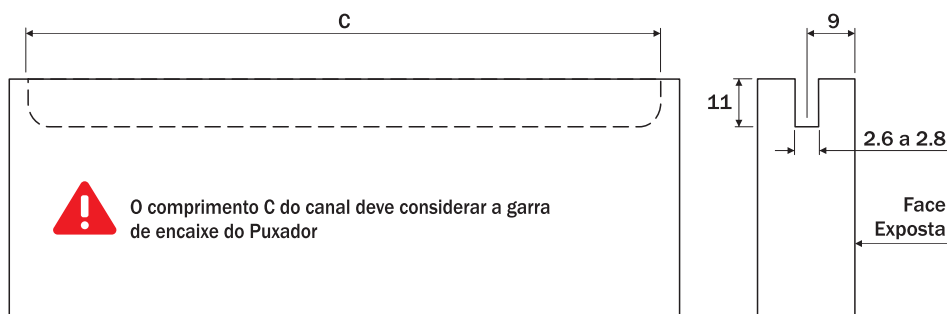 C
9
11
2.6 a 2.8
O comprimento C do canal deve considerar a garra
de encaixe do Puxador
Face
Exposta